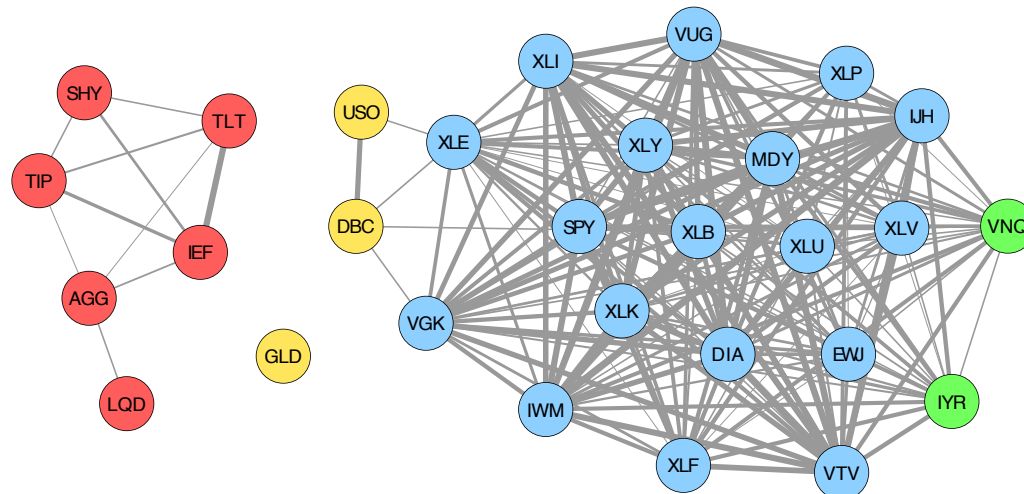 VUG
XLI
XLP
SHY
USO
IJH
TLT
XLE
XLY
MDY
TIP
DBC
SPY
XLB
XLU
XLV
VNQ
IEF
AGG
XLK
VGK
GLD
DIA
EWJ
LQD
IWM
IYR
XLF
VTV